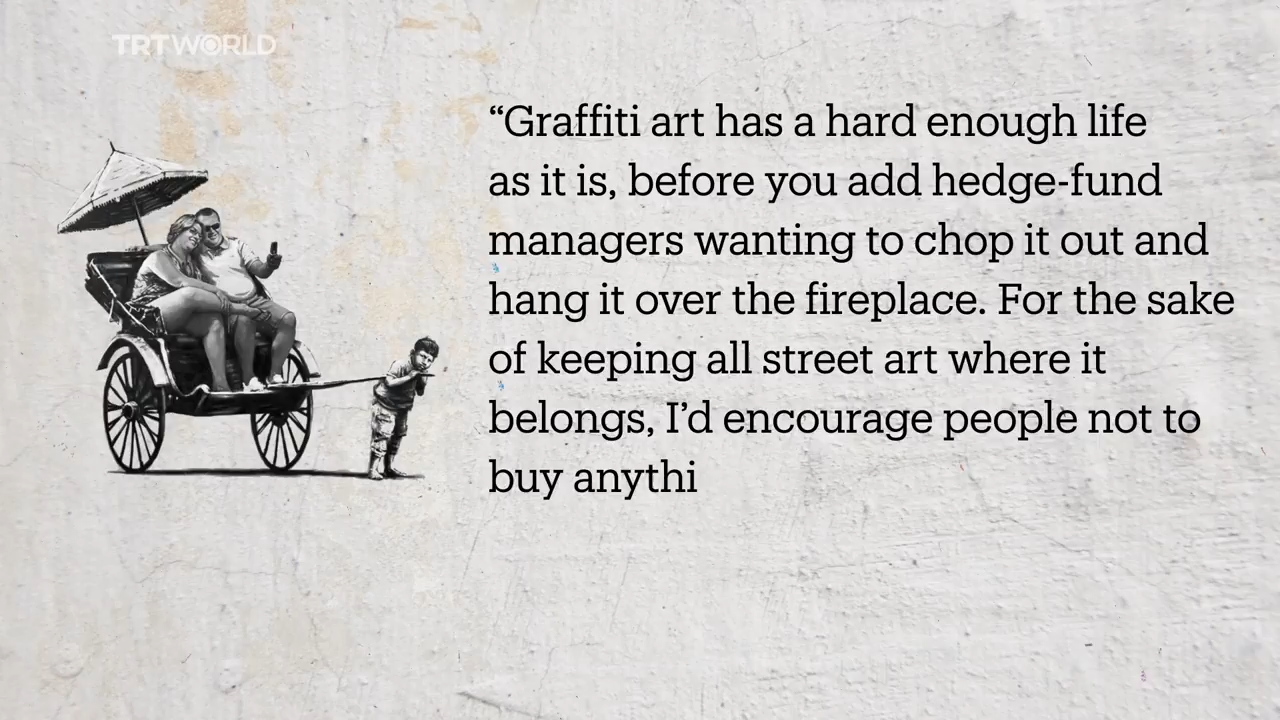 TRT WORLD
“Graffiti art has a hard enough life
as it is, before you add hedge-fund
managers wanting to chop it out and
hang it over the fireplace. For the sake
of keeping all street art where it
belongs, I’d encourage people not to
buy anythi